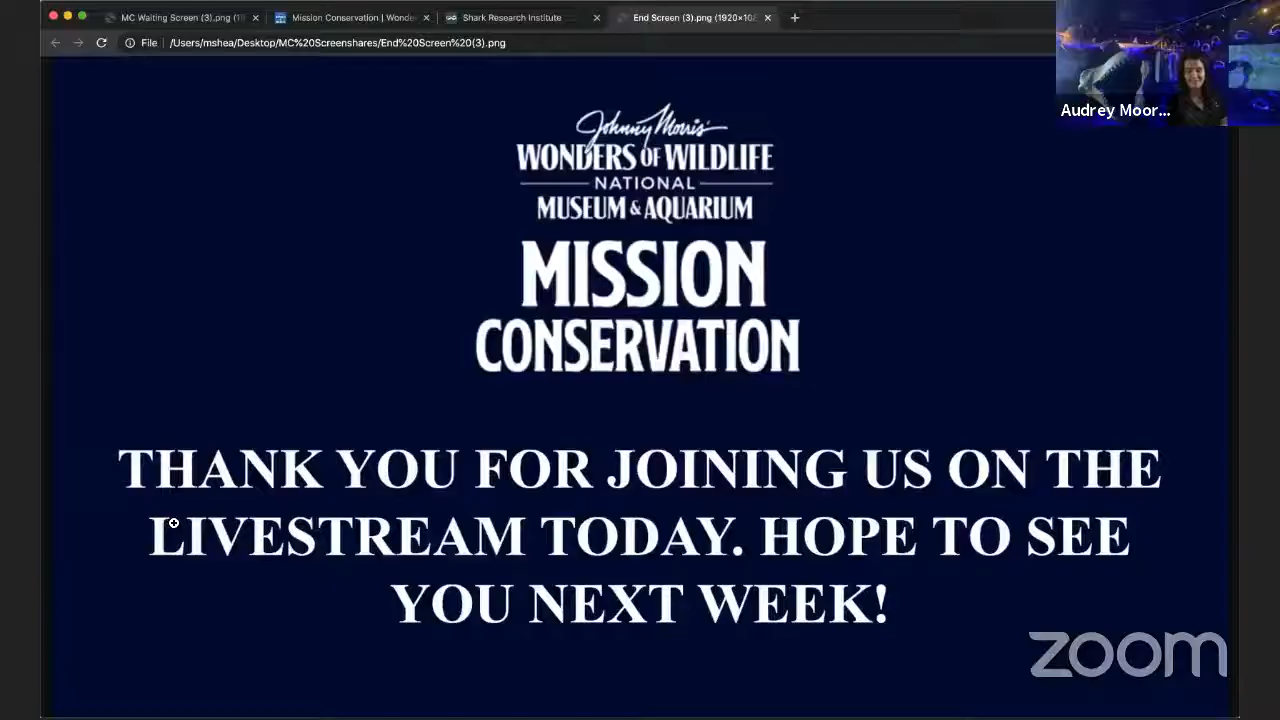 MC Waiting Screen (3).png (19
Mission Conservation | Wonde
Shark Research Institute
End Screen (3).png (1920×108
File
/Users/mshea/Desktop/MC%20Screenshares/End%20Screen%20(3).png
Audrey Moor...
Johnny Morris'
WONDERS OF WILDLIFE
NATIONAL
MUSEUM & AQUARIUM
MISSION
CONSERVATION
THANK YOU FOR JOINING US ON THE
LIVESTREAM TODAY. HOPE TO SEE
YOU NEXT WEEK!
zoom